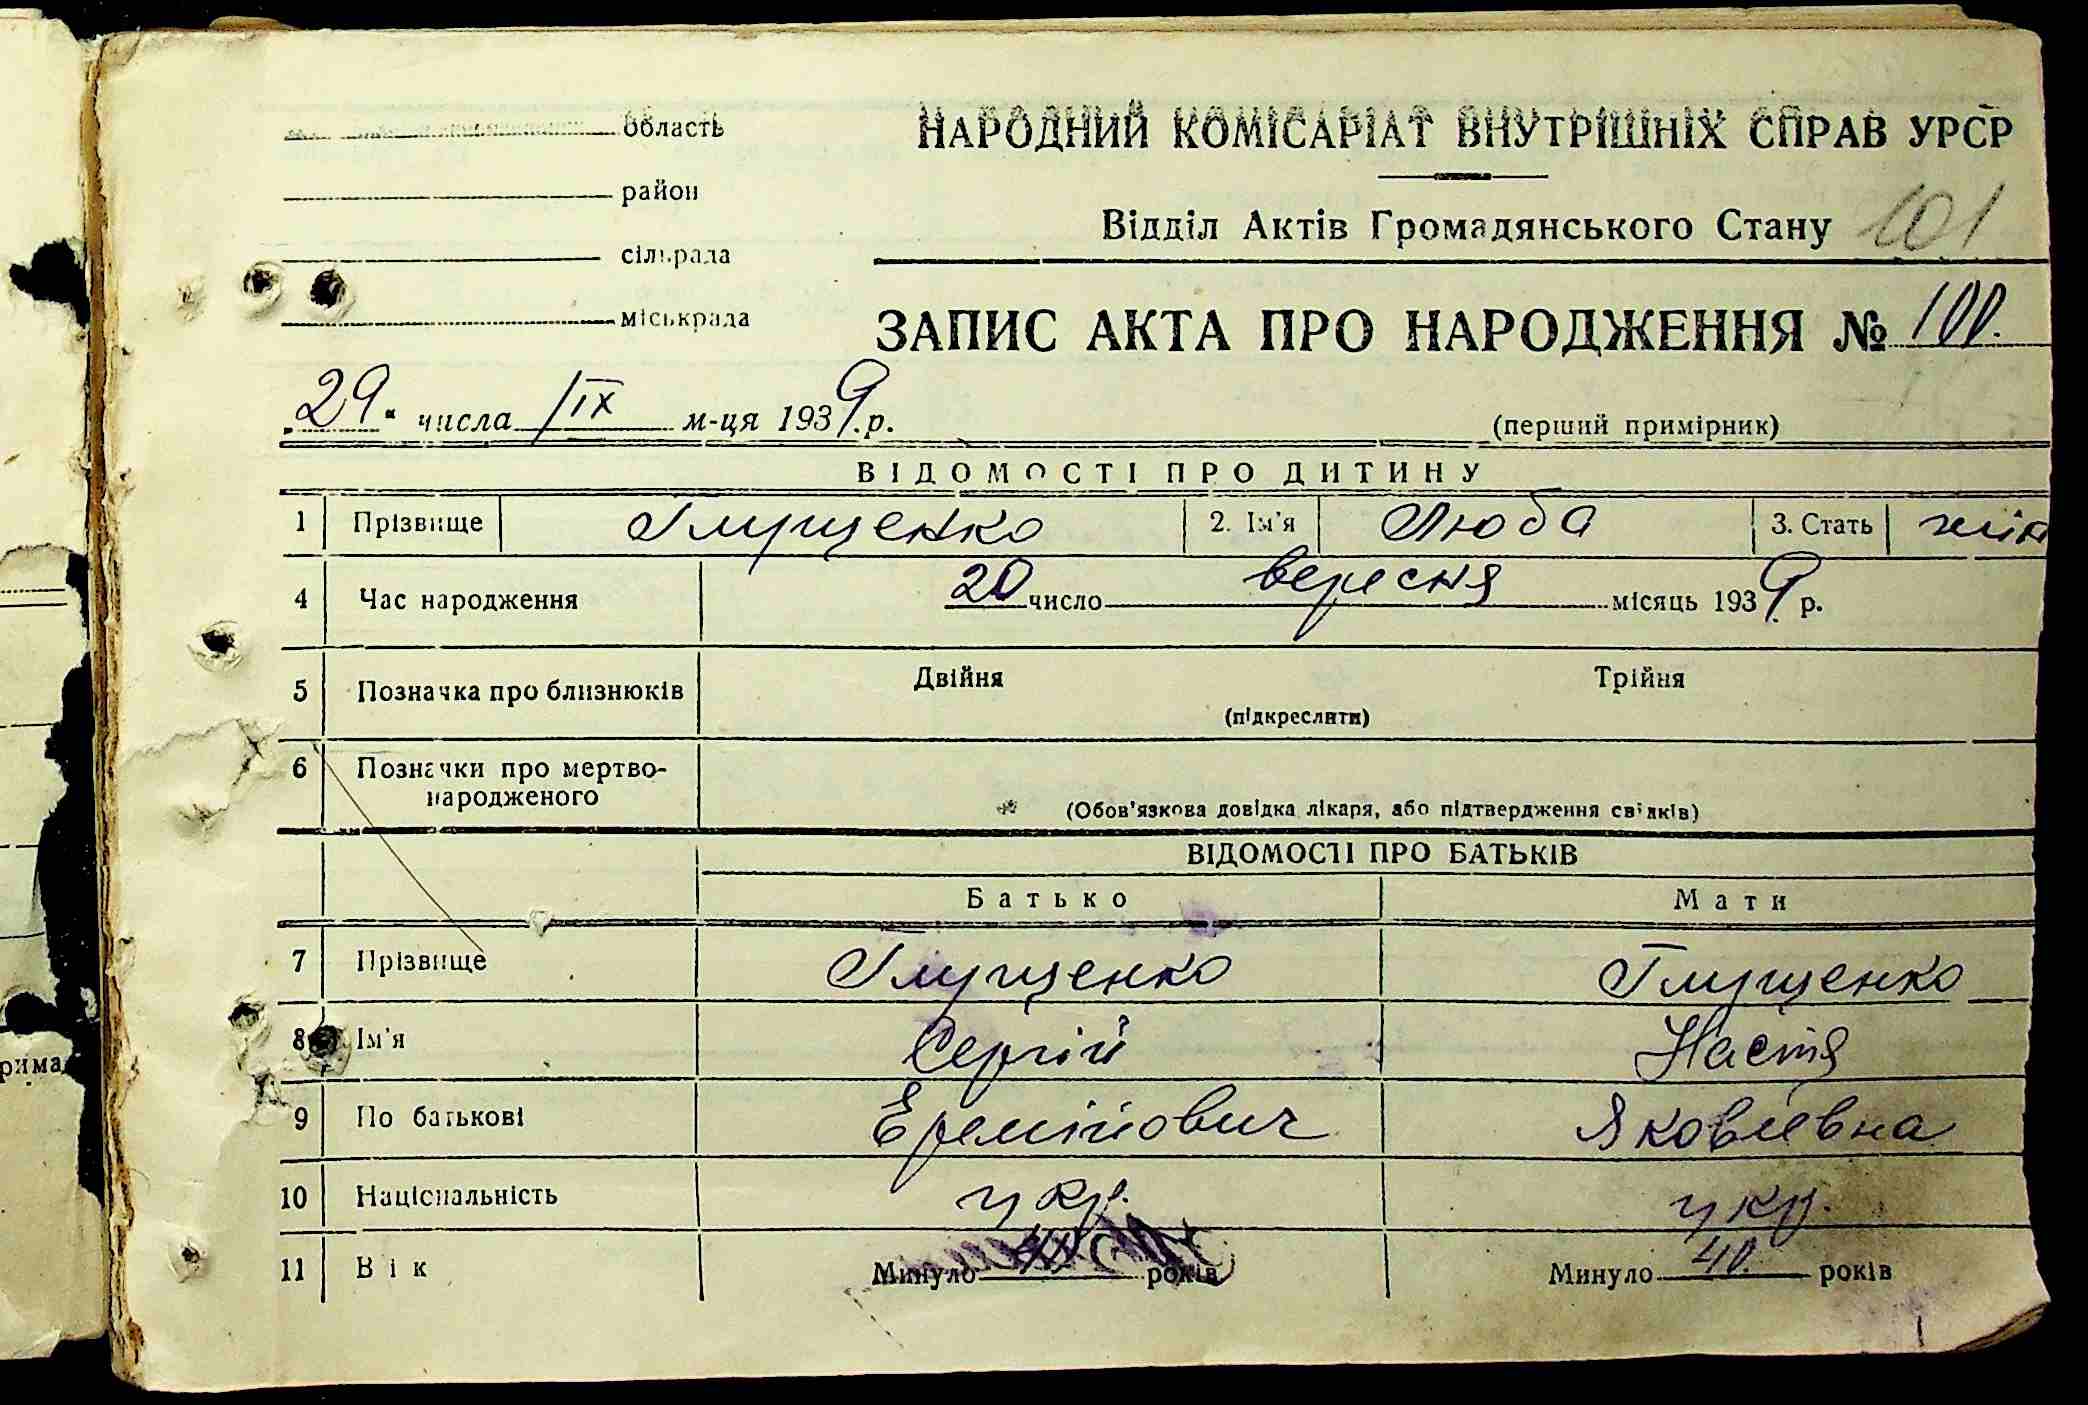 область
НАРОДНИЙ КОМІСАРІАТ ВНУТРІШНІХ СПРАВ УРСР
район
Відділ Актів Громадянського Стану 101
сільрада
міськрада
ЗАПИС АКТА ПРО НАРОДЖЕННЯ № 100.
"29" числа IX м-ця 1939 р.
(перший примірник)
ВІДОМОСТІ ПРО ДИТИНУ
1 Прізвище Глущенко 2. Ім'я Люба 3. Стать жін
4 Час народження 20 число вересня місяць 1939 р.
5 Позначка про близнюків Двійня Трійня
(підкреслити)
6 Позначки про мертво-
народженого
(Обов'язкова довідка лікаря, або підтвердження свідків)
ВІДОМОСТІ ПРО БАТЬКІВ
Батько Мати
7 Прізвище Глущенко Глущенко
8 Ім'я Сергій Настя
9 По батькові Еремійович Яковлевна
10 Національність укр. укр.
11 Вік Минуло років Минуло 40 років
рима